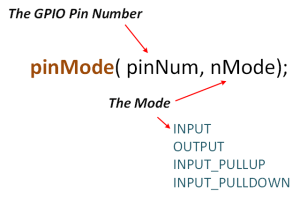 The GPIO Pin Number
pinMode( pinNum, nMode);
The Mode
INPUT
OUTPUT
INPUT_PULLUP
INPUT_PULLDOWN